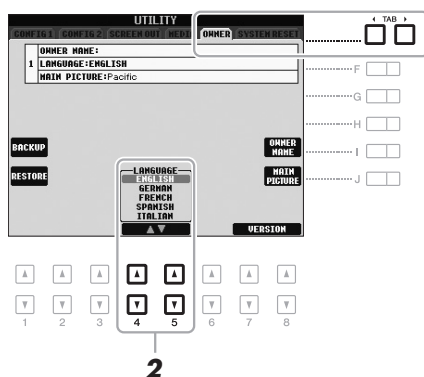 UTILITY
TAB
CONFIG 1 CONFIG 2 SCREEN OUT MEDIA OWNER SYSTEM RESET
OWNER NAME:
1 LANGUAGE:ENGLISH
MAIN PICTURE:Pacific
F
G
H
BACKUP
OWNER NAME
I
RESTORE
MAIN PICTURE
J
LANGUAGE
ENGLISH
GERMAN
FRENCH
SPANISH
ITALIAN
VERSION
1 2 3 4 5 6 7 8
2